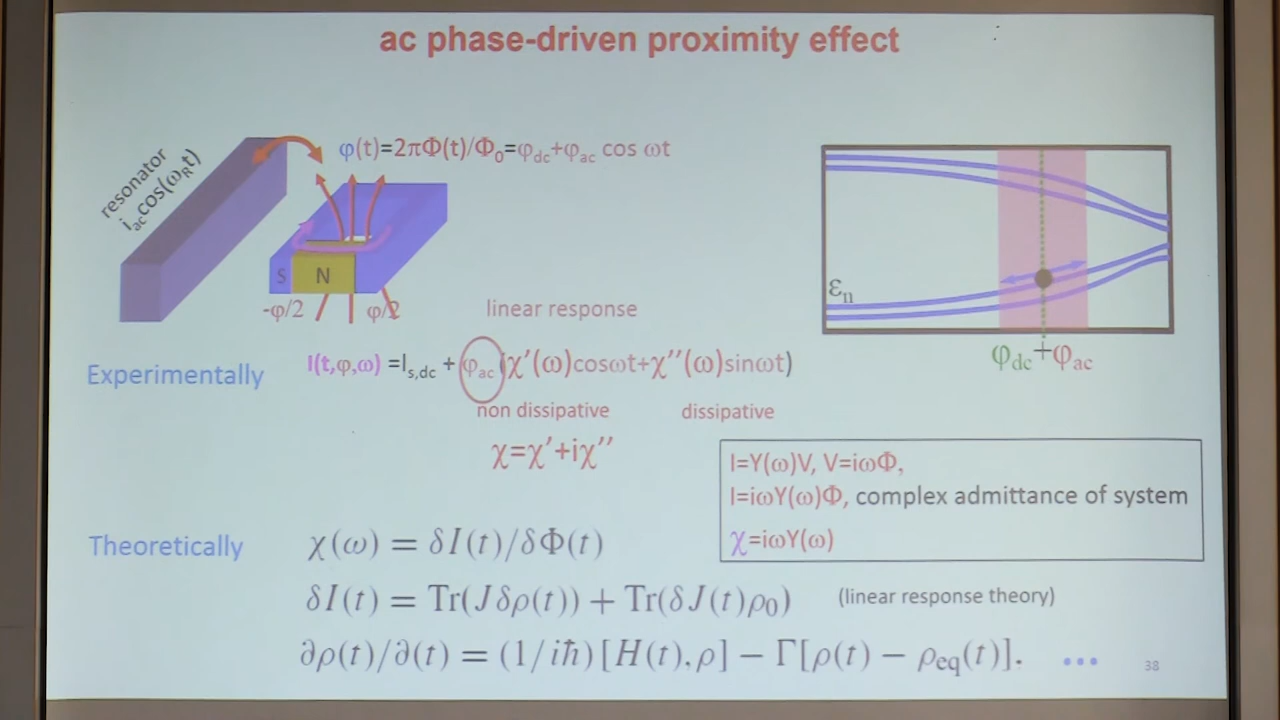 ac phase-driven proximity effect
resonator
i_ac cos(ω_R t)
φ(t)=2πΦ(t)/Φ₀=φ_dc+φ_ac cos ωt
S
N
-φ/2
φ/2
ε_n
φ_dc+φ_ac
linear response
Experimentally
I(t,φ,ω) =I_s,dc + φ_ac(χ′(ω)cosωt+χ′′(ω)sinωt)
non dissipative
dissipative
χ=χ′+iχ′′
I=Y(ω)V, V=iωΦ,
I=iωY(ω)Φ, complex admittance of system
χ=iωY(ω)
Theoretically
χ(ω) = δI(t)/δΦ(t)
δI(t) = Tr(Jδρ(t)) + Tr(δJ(t)ρ₀)
(linear response theory)
∂ρ(t)/∂(t) = (1/iħ)[H(t),ρ] − Γ[ρ(t) − ρ_eq(t)].
...
38